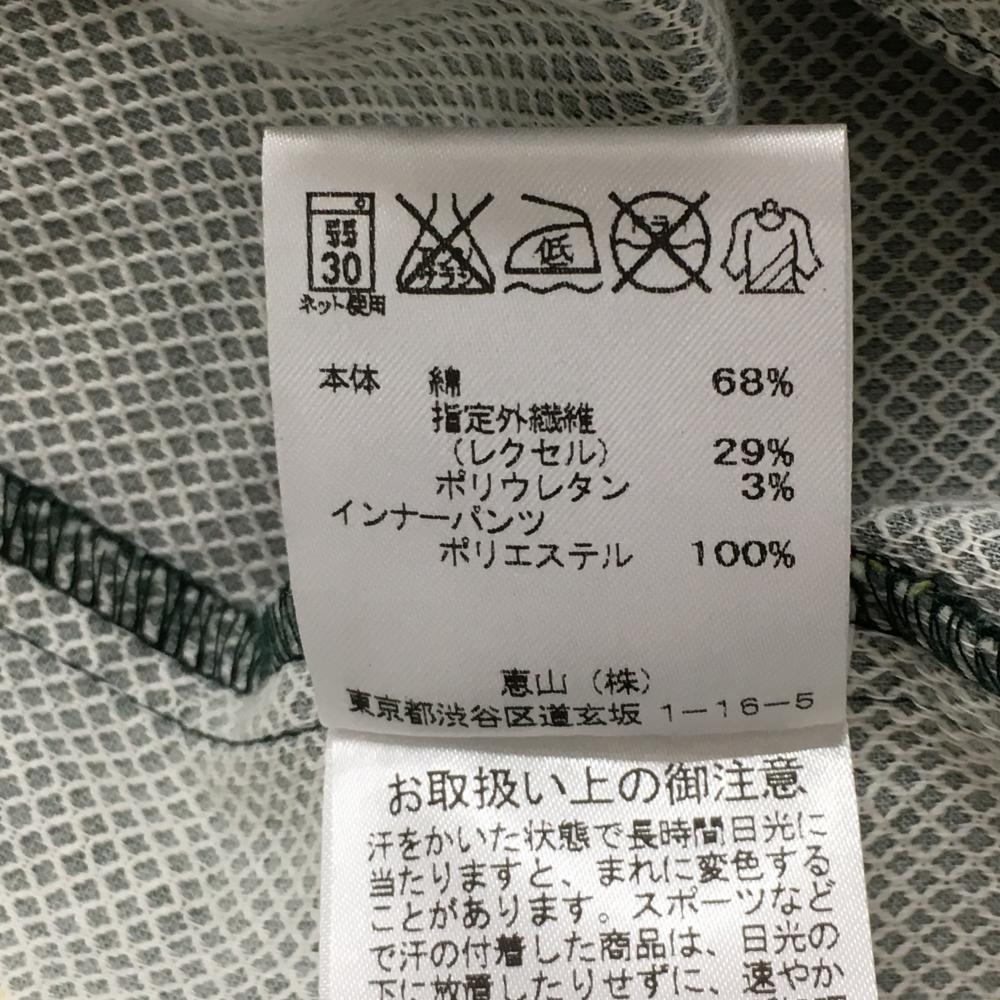 弱
30
ネット使用
エンソ
サラシ
低
ドライ
本体 綿 68%
指定外繊維
(レクセル) 29%
ポリウレタン 3%
インナーパンツ
ポリエステル 100%
恵山(株)
東京都渋谷区道玄坂 1-16-5
お取扱い上の御注意
汗をかいた状態で長時間日光に
当たりますと、まれに変色する
ことがあります。スポーツなど
で汗の付着した商品は、日光の
下に放置したりせずに、速やか